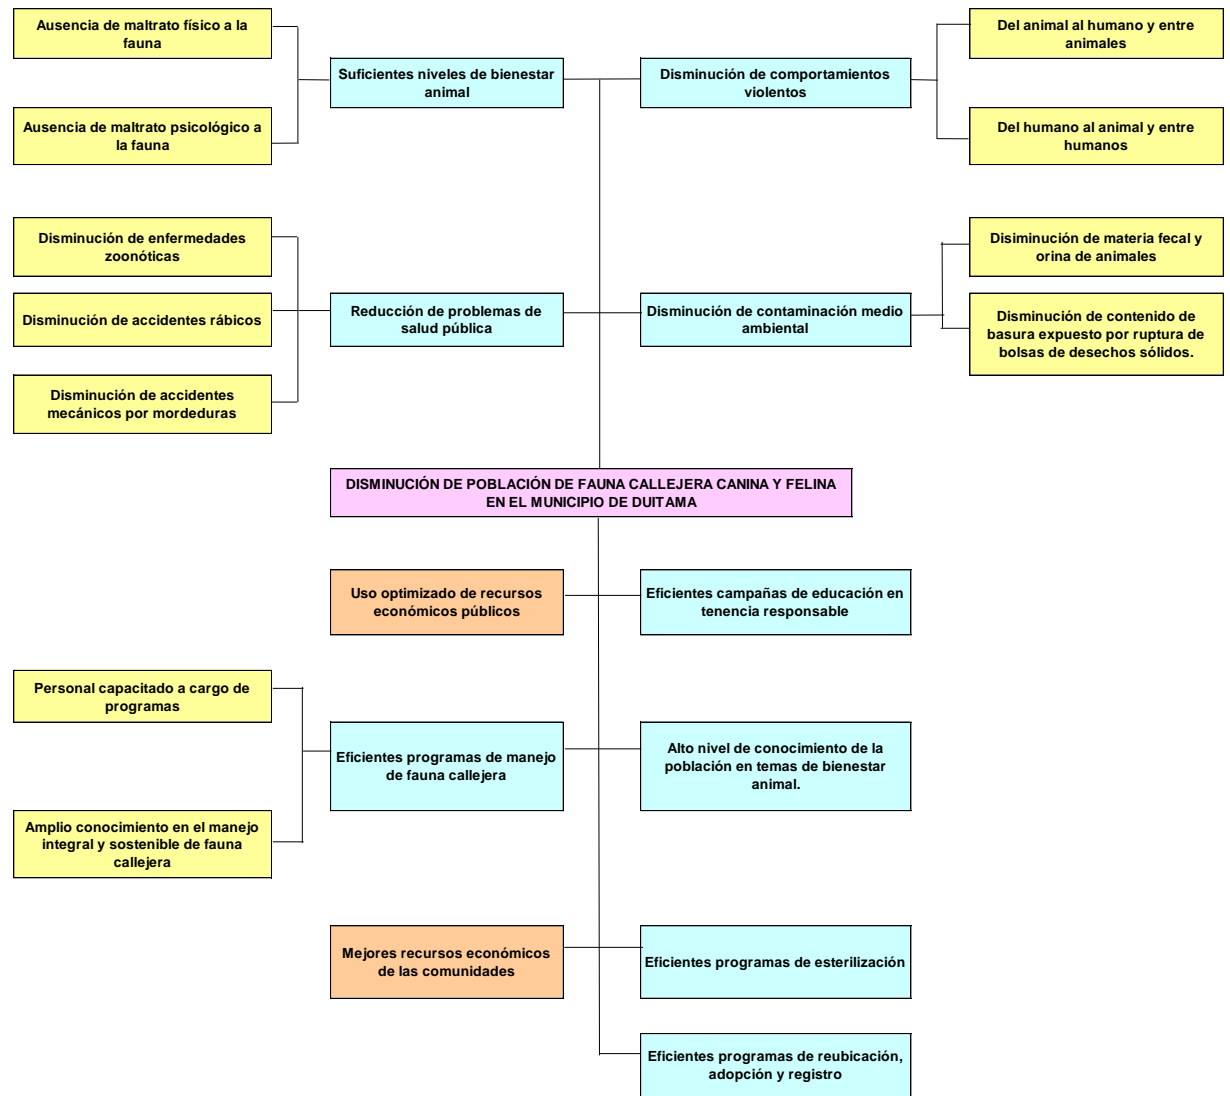 Ausencia de maltrato físico a la
fauna
Suficientes niveles de bienestar
animal
Ausencia de maltrato psicológico a
la fauna
Disminución de comportamientos
violentos
Del animal al humano y entre
animales
Del humano al animal y entre
humanos
Disminución de enfermedades
zoonóticas
Disminución de accidentes rábicos
Disminución de accidentes
mecánicos por mordeduras
Reducción de problemas de
salud pública
Disminución de contaminación medio
ambiental
Disiminución de materia fecal y
orina de animales
Disminución de contenido de
basura expuesto por ruptura de
bolsas de desechos sólidos.
DISMINUCIÓN DE POBLACIÓN DE FAUNA CALLEJERA CANINA Y FELINA
EN EL MUNICIPIO DE DUITAMA
Uso optimizado de recursos
económicos públicos
Eficientes campañas de educación en
tenencia responsable
Personal capacitado a cargo de
programas
Eficientes programas de manejo
de fauna callejera
Amplio conocimiento en el manejo
integral y sostenible de fauna
callejera
Alto nivel de conocimiento de la
población en temas de bienestar
animal.
Mejores recursos económicos
de las comunidades
Eficientes programas de esterilización
Eficientes programas de reubicación,
adopción y registro